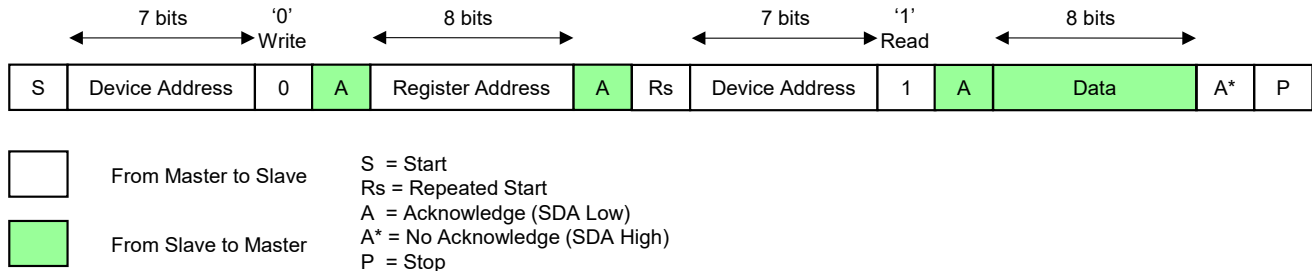 7 bits ‘0’ 8 bits 7 bits ‘1’ 8 bits
Write Read
S Device Address 0 A Register Address A Rs Device Address 1 A Data A* P
From Master to Slave
From Slave to Master
S = Start
Rs = Repeated Start
A = Acknowledge (SDA Low)
A* = No Acknowledge (SDA High)
P = Stop